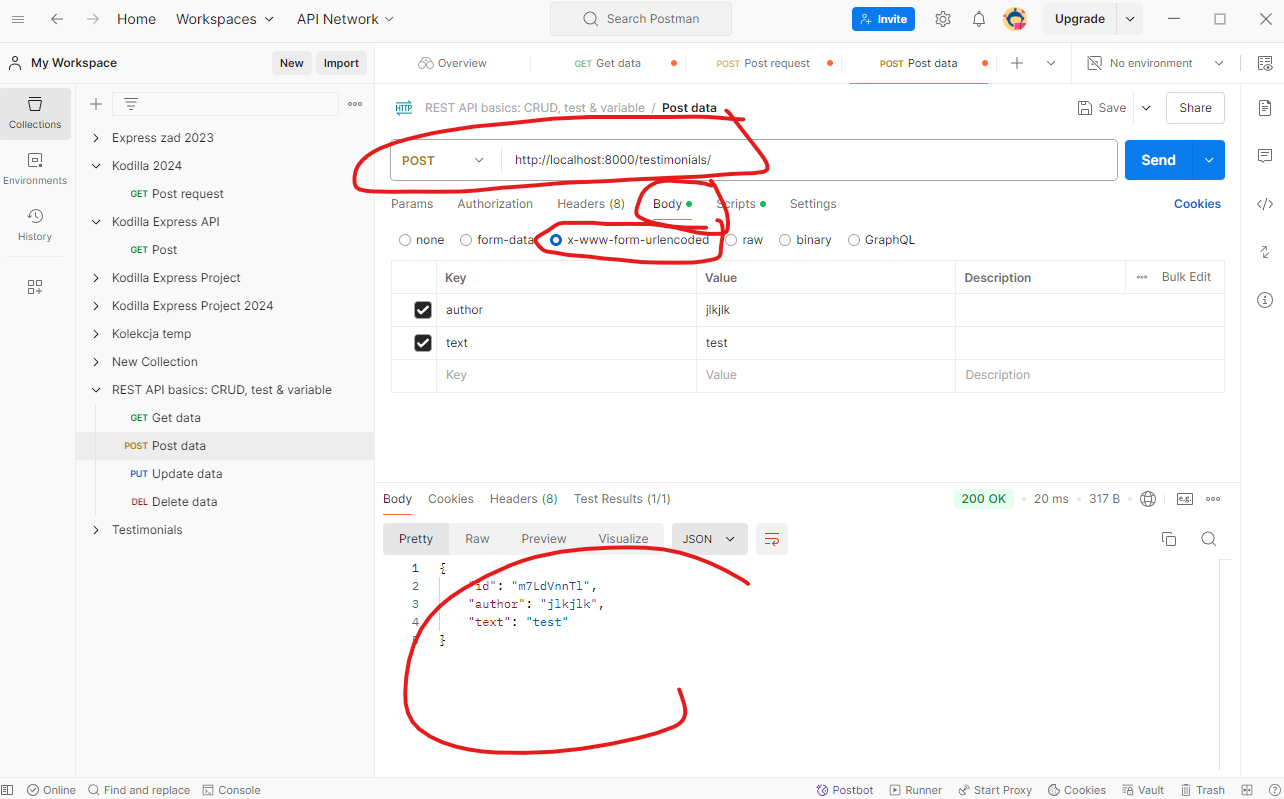 Home Workspaces API Network Search Postman Invite Upgrade
My Workspace New Import Overview GET Get data POST Post request POST Post data No environment
Collections
Environments
History
Express zad 2023
Kodilla 2024
GET Post request
Kodilla Express API
GET Post
Kodilla Express Project
Kodilla Express Project 2024
Kolekcja temp
New Collection
REST API basics: CRUD, test & variable
GET Get data
POST Post data
PUT Update data
DEL Delete data
Testimonials
HTTP REST API basics: CRUD, test & variable / Post data Save Share
POST http://localhost:8000/testimonials/ Send
Params Authorization Headers (8) Body Scripts Settings Cookies
none form-data x-www-form-urlencoded raw binary GraphQL
Key Value Description Bulk Edit
author jlkjlk
text test
Key Value Description
Body Cookies Headers (8) Test Results (1/1) 200 OK 20 ms 317 B e.g.
Pretty Raw Preview Visualize JSON
1 {
2 "id": "m7LdVnnTl",
3 "author": "jlkjlk",
4 "text": "test"
5 }
Online Find and replace Console Postbot Runner Start Proxy Cookies Vault Trash